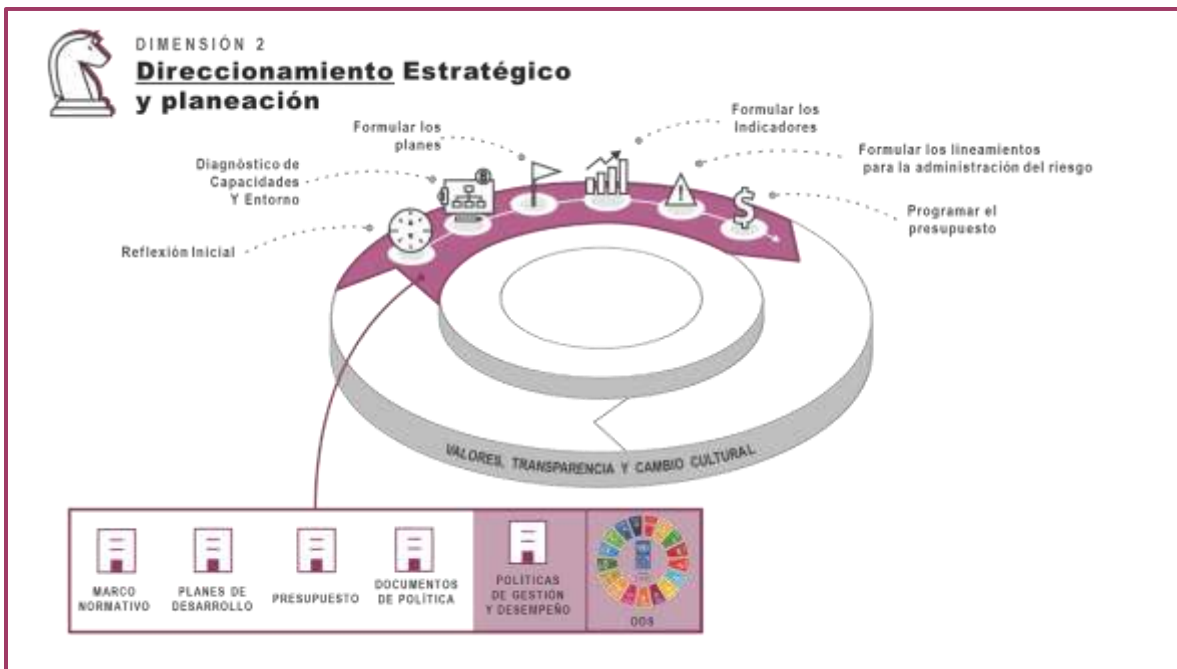 DIMENSIÓN 2
Direccionamiento Estratégico
y planeación
Formular los
planes
Formular los
Indicadores
Diagnóstico de
Capacidades
Y Entorno
Formular los lineamientos
para la administración del riesgo
Reflexión Inicial
Programar el
presupuesto
$
VALORES, TRANSPARENCIA Y CAMBIO CULTURAL
MARCO
NORMATIVO
PLANES DE
DESARROLLO
PRESUPUESTO
DOCUMENTOS
DE POLÍTICA
POLÍTICAS
DE GESTIÓN
Y DESEMPEÑO